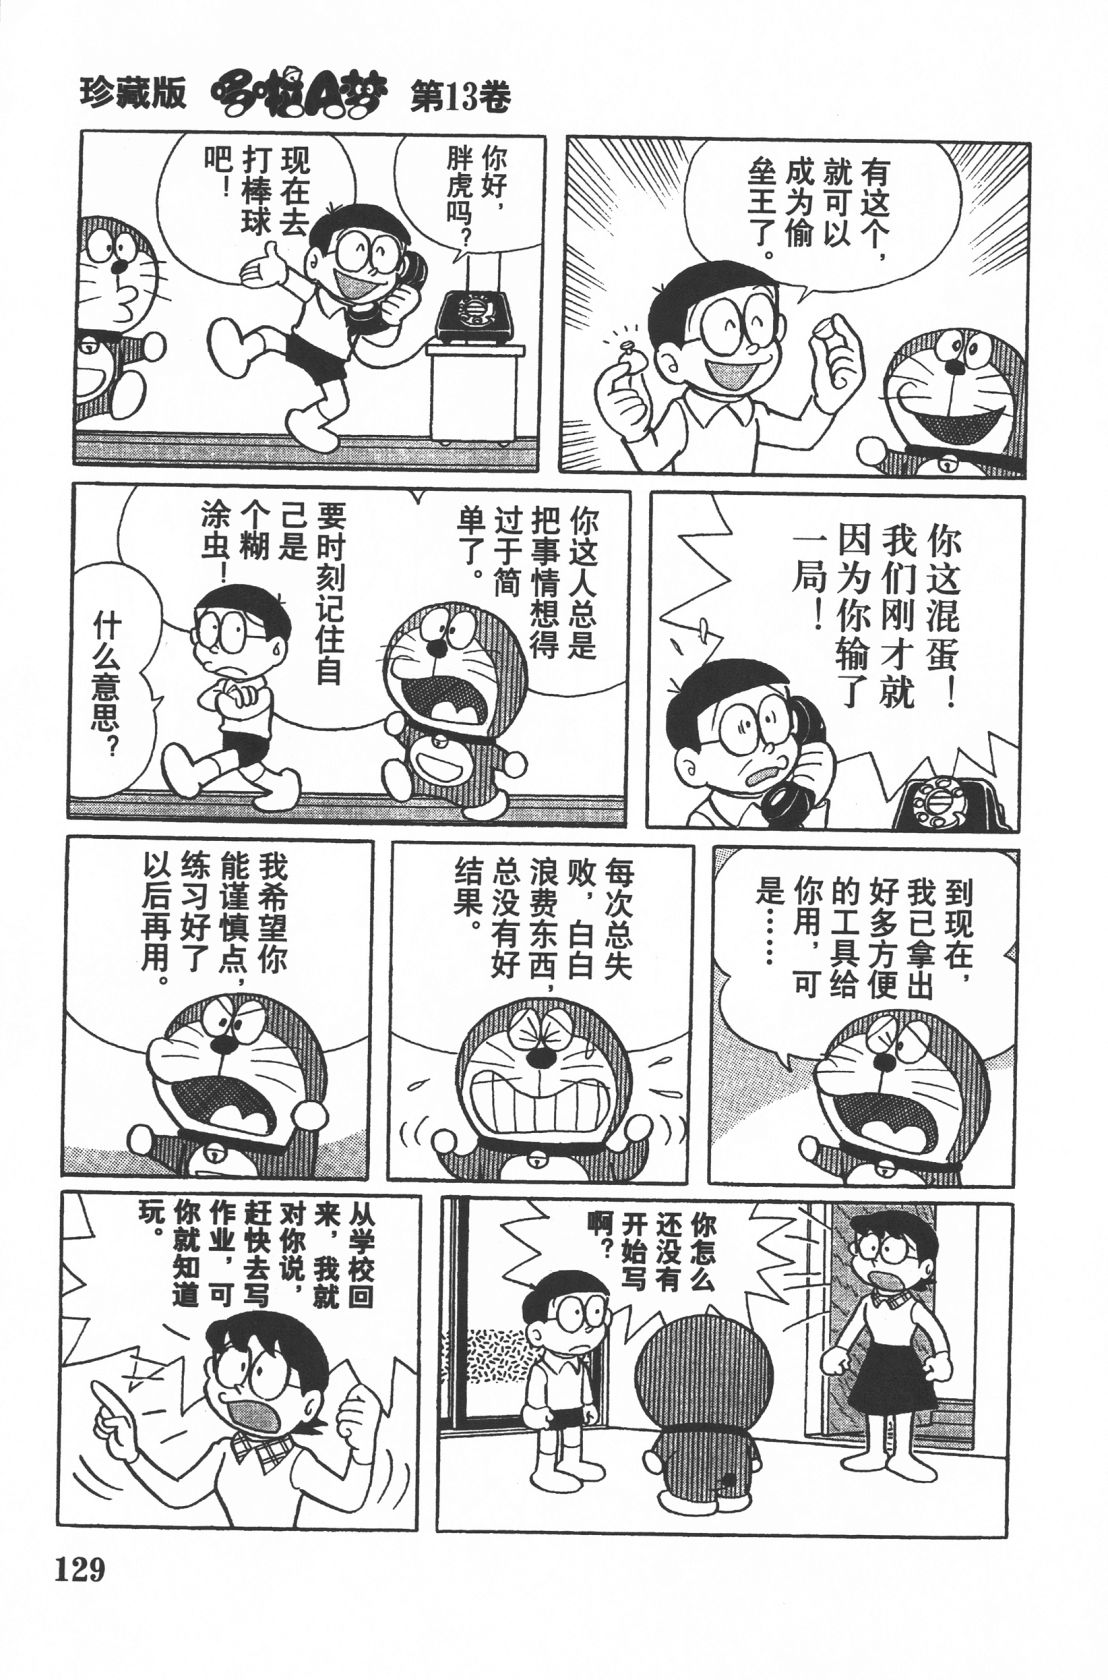 珍藏版 哆啦A梦 第13卷
有这个，
就可以
成为偷
垒王了。
你好，
胖虎吗？
现在去
打棒球
吧！
你这混蛋！
我们刚才就
因为你输了
一局！
你这人总是
把事情想得
过于简
单了。
要时刻记住自
己是
个糊
涂虫！
什么意思？
到现在，
我已拿出
好多方便
的工具给
你用，可
是……
每次总失
败，白白
浪费东西，
总没有好
结果。
我希望你
能谨慎点，
练习好了
以后再用。
你怎么
还没有
开始写
啊？
从学校回
来，我就
对你说，
赶快去写
作业，可
你就知道
玩。
129